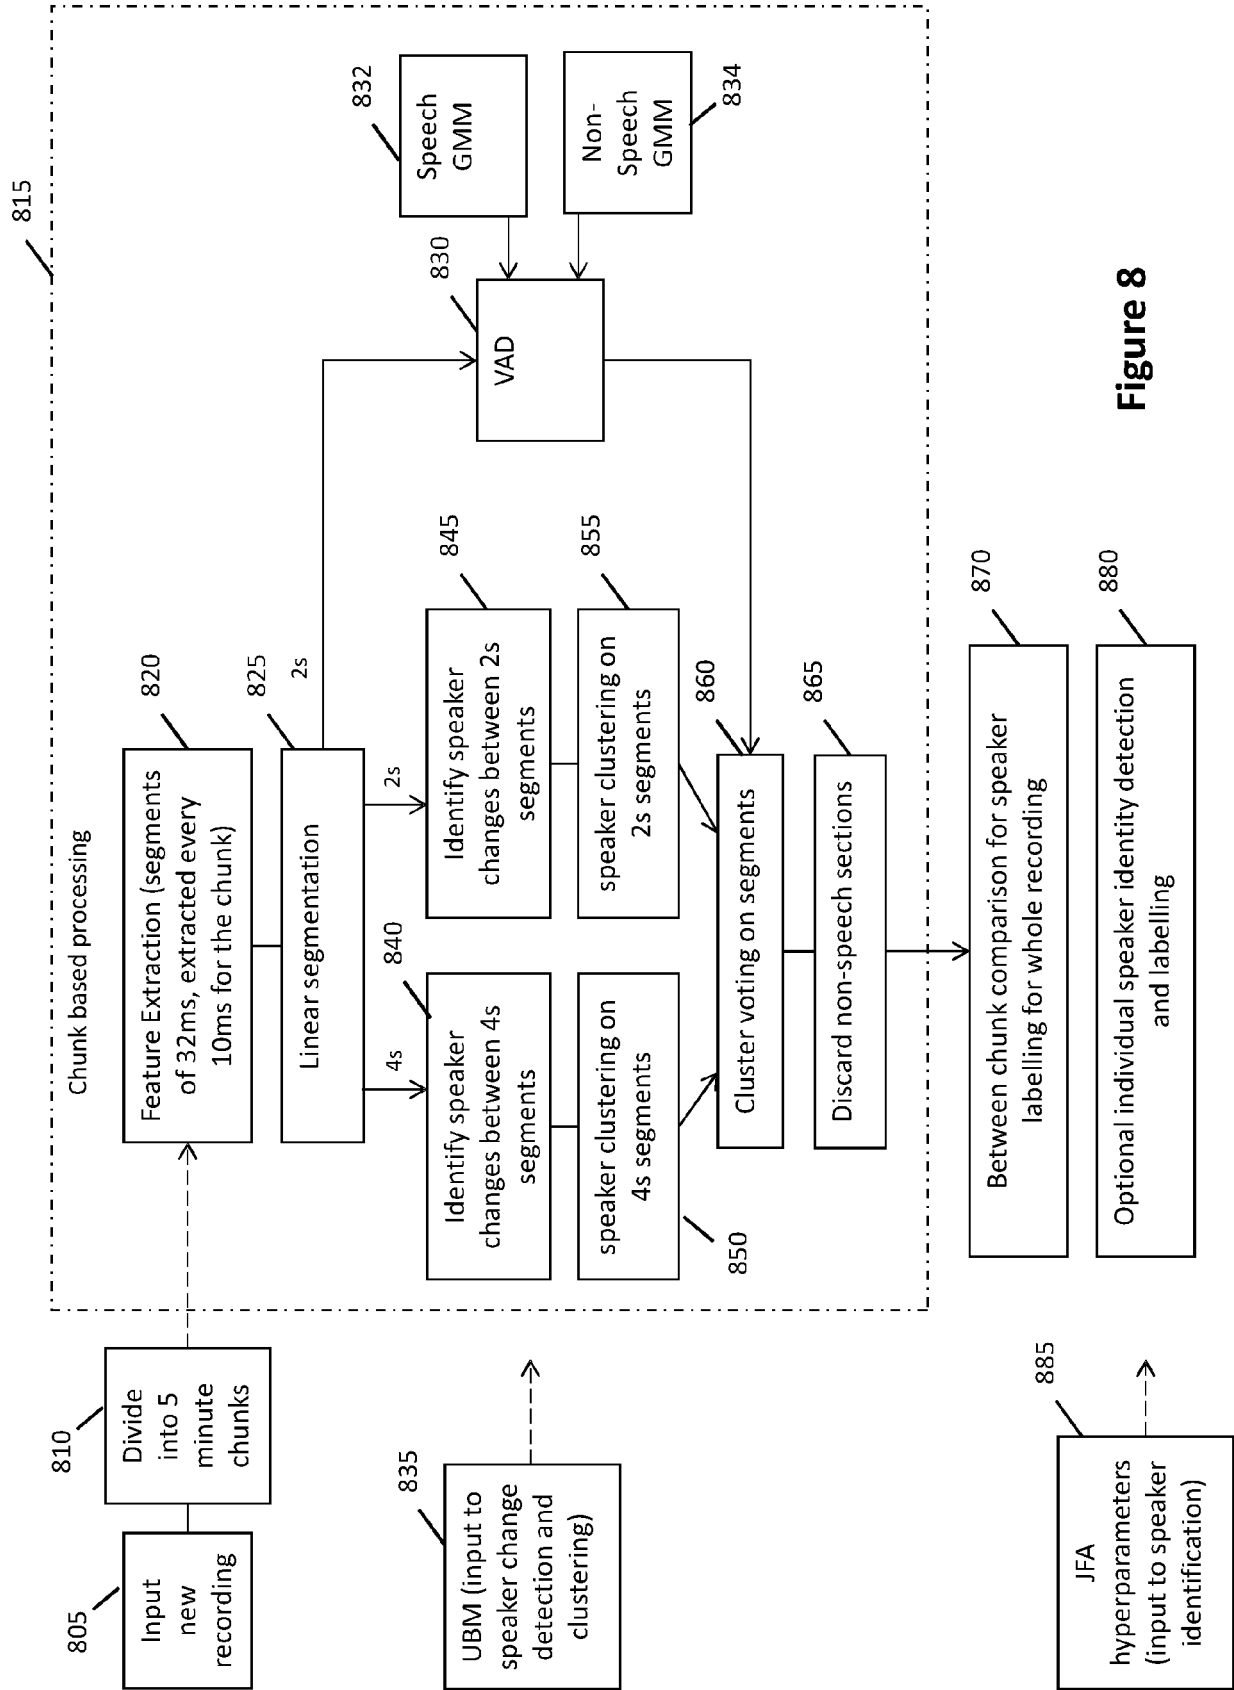 815
Chunk based processing
805
Input
new
recording
810
Divide
into 5
minute
chunks
820
Feature Extraction (segments
of 32ms, extracted every
10ms for the chunk)
825
Linear segmentation
2s
4s
2s
835
UBM (input to
speaker change
detection and
clustering)
840
Identify speaker
changes between 4s
segments
845
Identify speaker
changes between 2s
segments
830
VAD
832
Speech
GMM
834
Non-
Speech
GMM
850
speaker clustering on
4s segments
855
speaker clustering on
2s segments
860
Cluster voting on segments
865
Discard non-speech sections
870
Between chunk comparison for speaker
labelling for whole recording
880
Optional individual speaker identity detection
and labelling
885
JFA
hyperparameters
(input to speaker
identification)
Figure 8